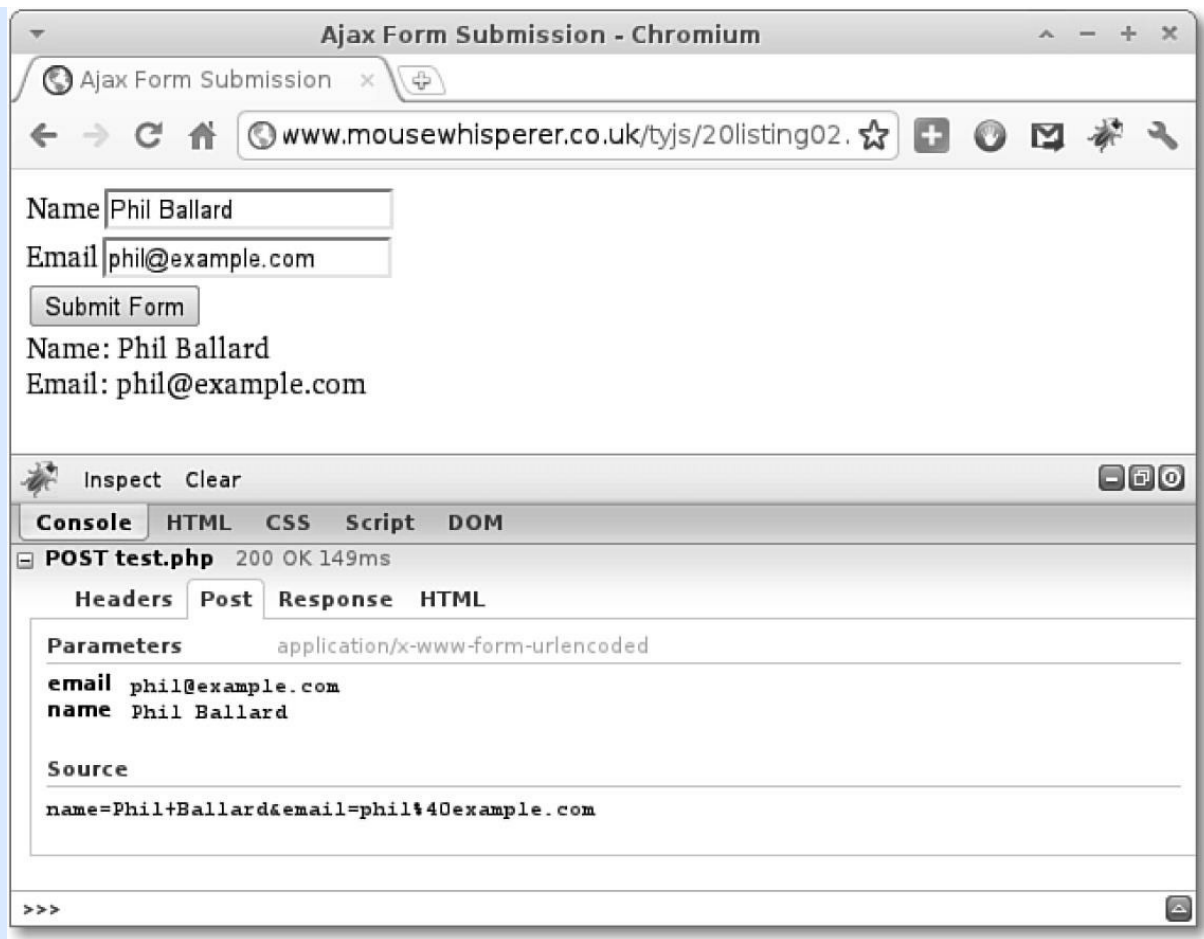 Ajax Form Submission - Chromium
Ajax Form Submission
www.mousewhisperer.co.uk/tyjs/20listing02.
Name Phil Ballard
Email phil@example.com
Submit Form
Name: Phil Ballard
Email: phil@example.com
Inspect Clear
Console HTML CSS Script DOM
POST test.php 200 OK 149ms
Headers Post Response HTML
Parameters application/x-www-form-urlencoded
email phil@example.com
name Phil Ballard
Source
name=Phil+Ballard&email=phil%40example.com
>>>